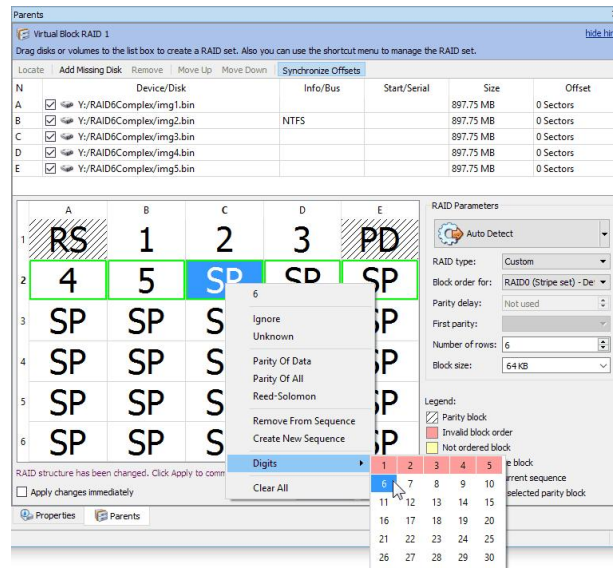 Parents
Virtual Block RAID 1
hide hin
Drag disks or volumes to the list box to create a RAID set. Also you can use the shortcut menu to manage the RAID set.
Locate Add Missing Disk Remove Move Up Move Down Synchronize Offsets
N Device/Disk Info/Bus Start/Serial Size Offset
A Y:/RAID6Complex/img1.bin 897.75 MB 0 Sectors
B Y:/RAID6Complex/img2.bin NTFS 897.75 MB 0 Sectors
C Y:/RAID6Complex/img3.bin 897.75 MB 0 Sectors
D Y:/RAID6Complex/img4.bin 897.75 MB 0 Sectors
E Y:/RAID6Complex/img5.bin 897.75 MB 0 Sectors
A B C D E
1 RS 1 2 3 PD
2 4 5 SP SP SP
3 SP SP S SP
4 SP SP S SP
5 SP SP S SP
6 SP SP S SP
6
Ignore
Unknown
Parity Of Data
Parity Of All
Reed-Solomon
Remove From Sequence
Create New Sequence
Digits
Clear All
1 2 3 4 5
6 7 8 9 10
11 12 13 14 15
16 17 18 19 20
21 22 23 24 25
26 27 28 29 30
RAID Parameters
Auto Detect
RAID type: Custom
Block order for: RAID0 (Stripe set) - De
Parity delay: Not used
First parity:
Number of rows: 6
Block size: 64 KB
Legend:
Parity block
Invalid block order
Not ordered block
e block
rrent sequence
selected parity block
RAID structure has been changed. Click Apply to comm
Apply changes immediately
Properties Parents